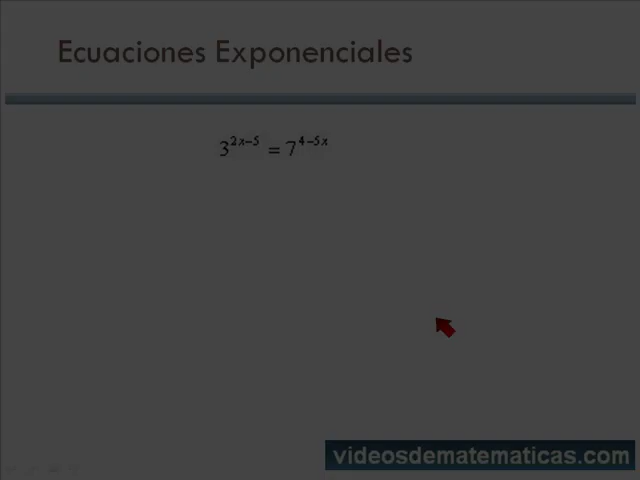 Ecuaciones Exponenciales
3^{2x-5} = 7^{4-5x}
videosdematematicas.com